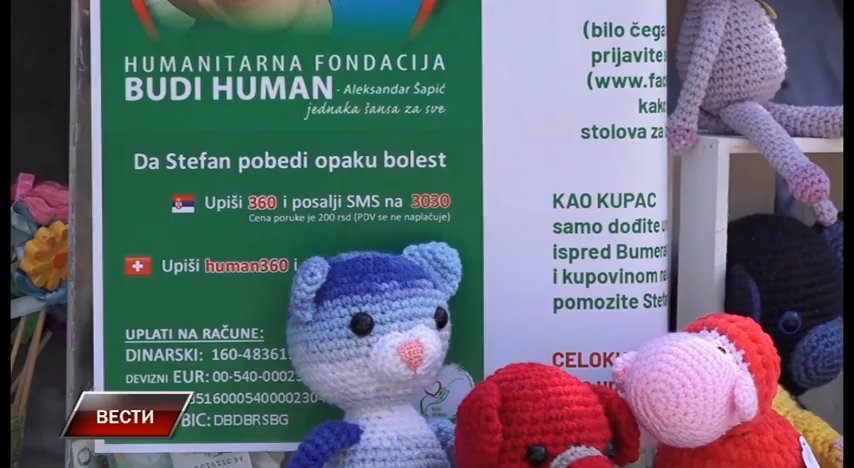 HUMANITARNA FONDACIJA
BUDI HUMAN - Aleksandar Šapić
jednaka šansa za sve
Da Stefan pobedi opaku bolest
Upiši 360 i posalji SMS na 3030
Cena poruke je 200 rsd (PDV se ne naplaćuje)
Upiši human360 i
UPLATI NA RAČUNE:
DINARSKI: 160-48361
DEVIZNI EUR: 00-540-00023
BIC: DBDBRSBG
(bilo čega
prijavite
(www.fac
kako
stolova za
KAO KUPAC
samo dođite
ispred Bumera
i kupovinom
pomozite Stef
CELOK
ВЕСТИ